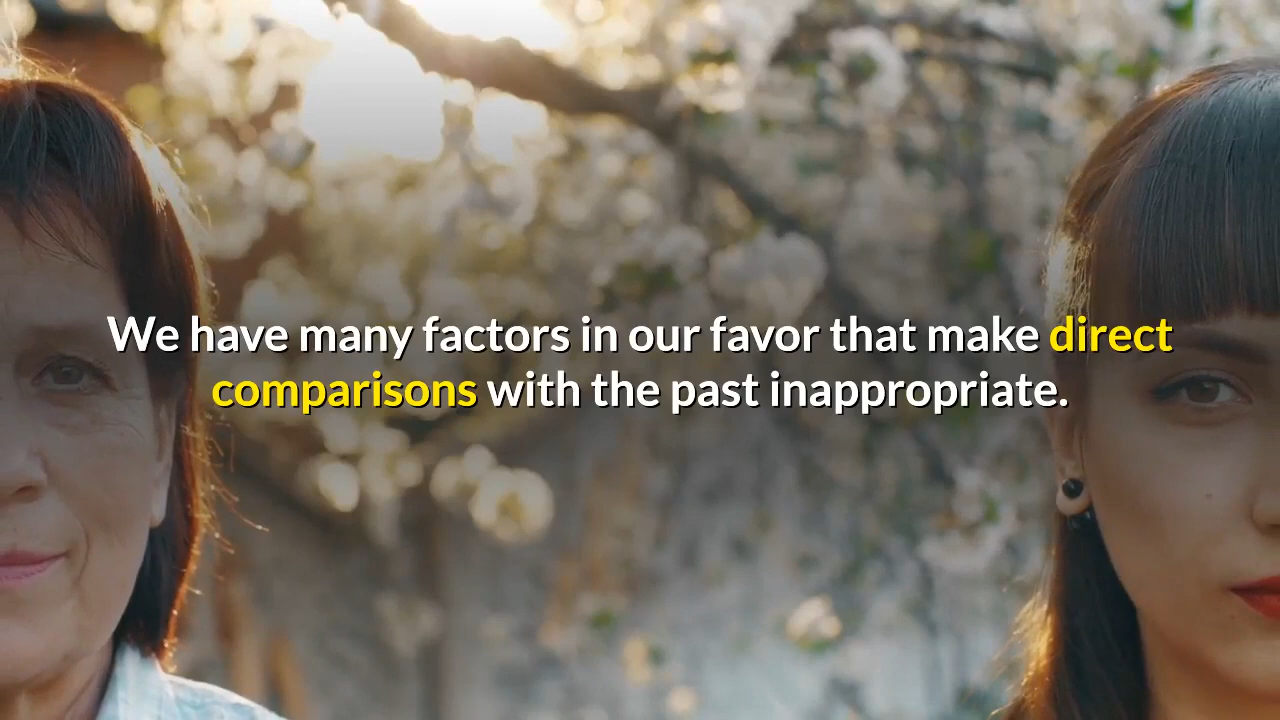 We have many factors in our favor that make direct
comparisons with the past inappropriate.